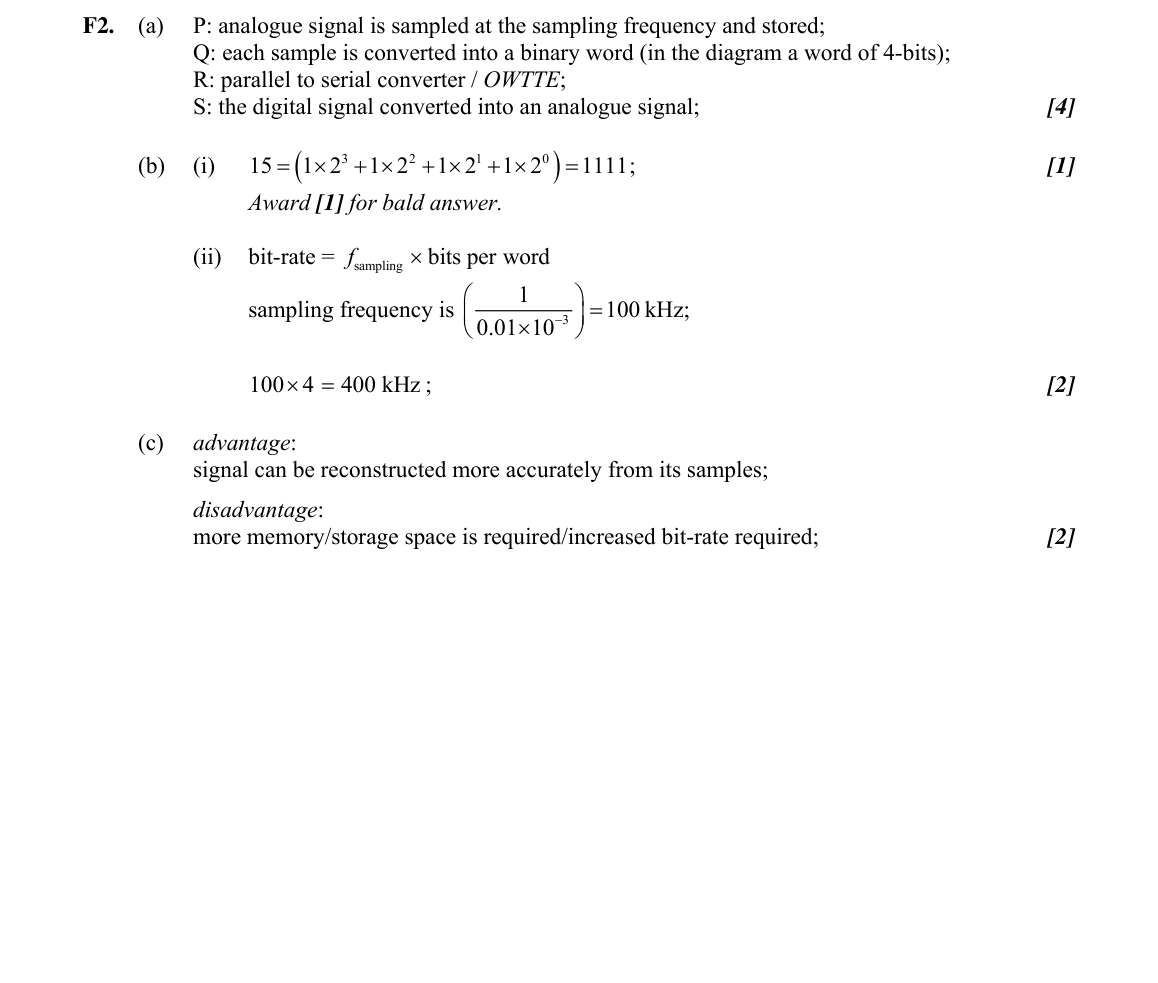 F2. (a) P: analogue signal is sampled at the sampling frequency and stored;
Q: each sample is converted into a binary word (in the diagram a word of 4-bits);
R: parallel to serial converter / OWTTE;
S: the digital signal converted into an analogue signal; [4]
(b) (i) 15 = (1×2³ +1×2² +1×2¹ +1×2⁰) = 1111; [1]
Award [1] for bald answer.
(ii) bit-rate = f_sampling × bits per word
sampling frequency is (1 / 0.01×10⁻³) = 100 kHz;
100×4 = 400 kHz ; [2]
(c) advantage:
signal can be reconstructed more accurately from its samples;
disadvantage:
more memory/storage space is required/increased bit-rate required; [2]